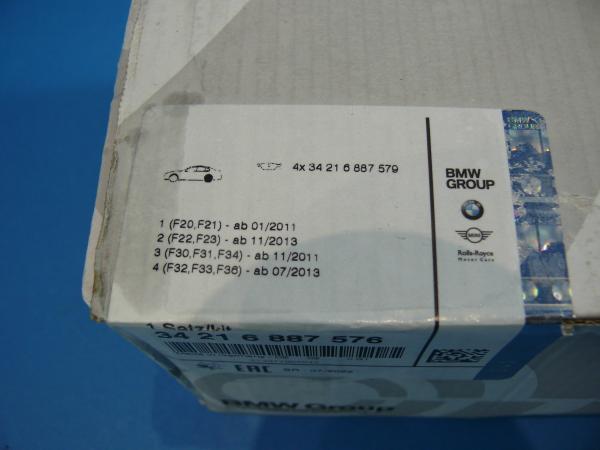 4x 34 21 6 887 579
BMW
GROUP
MINI
Rolls-Royce
Motor Cars
1 (F20,F21) - ab 01/2011
2 (F22,F23) - ab 11/2013
3 (F30,F31,F34) - ab 11/2011
4 (F32,F33,F36) - ab 07/2013
1 Satz/kit
34 21 6 887 576
EAC
BMW Group